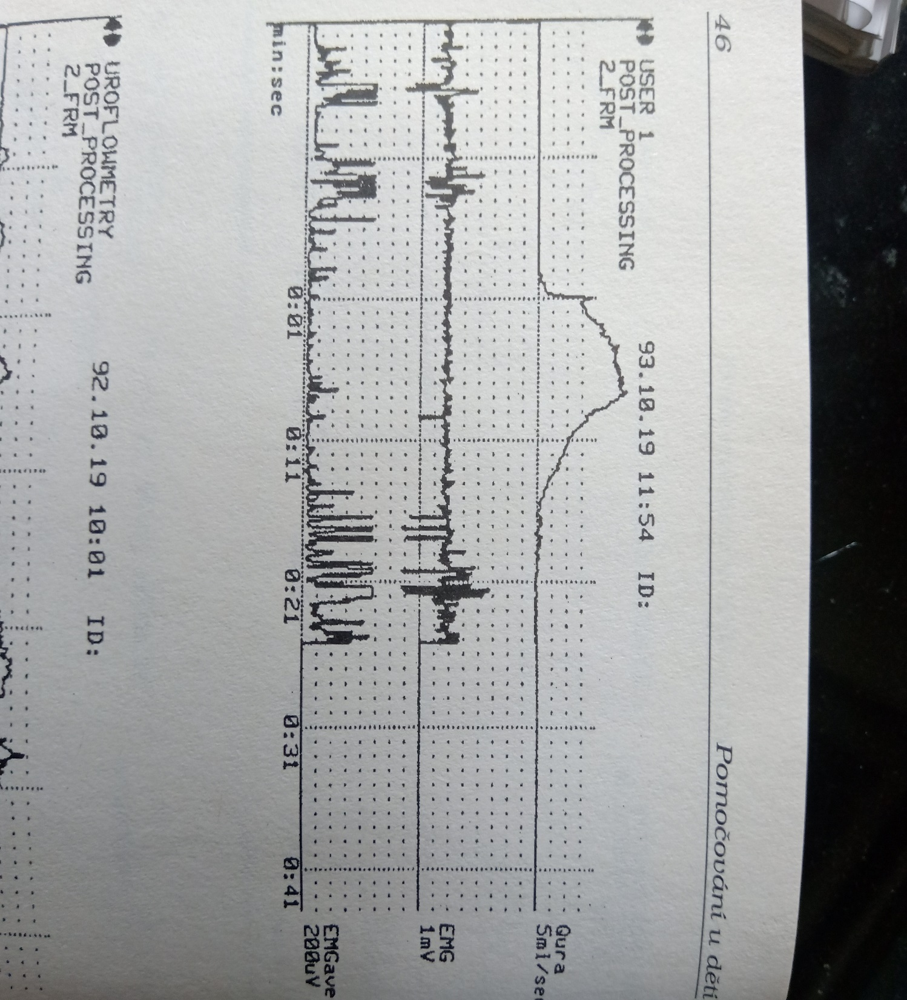 46
Pomočování u dětí
USER 1
93.10.19 11:54 ID:
POST_PROCESSING
2_FRM
Qura
5ml/sec
EMG
1mV
EMGave
200uV
min:sec
0:01
0:11
0:21
0:31
0:41
UROFLOWMETRY
92.10.19 10:01 ID:
POST_PROCESSING
2_FRM